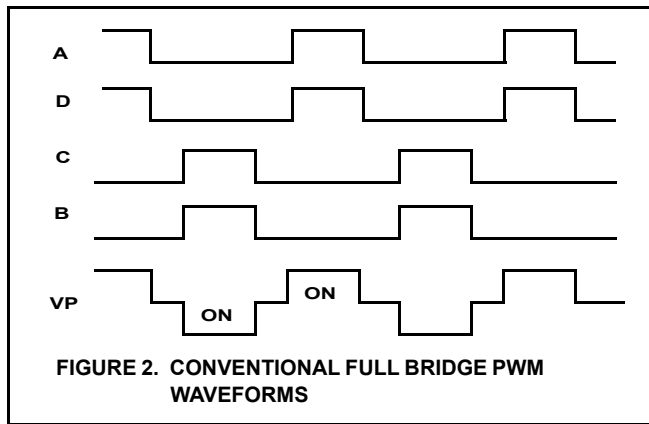 A
D
C
B
VP
ON
ON
FIGURE 2. CONVENTIONAL FULL BRIDGE PWM
WAVEFORMS